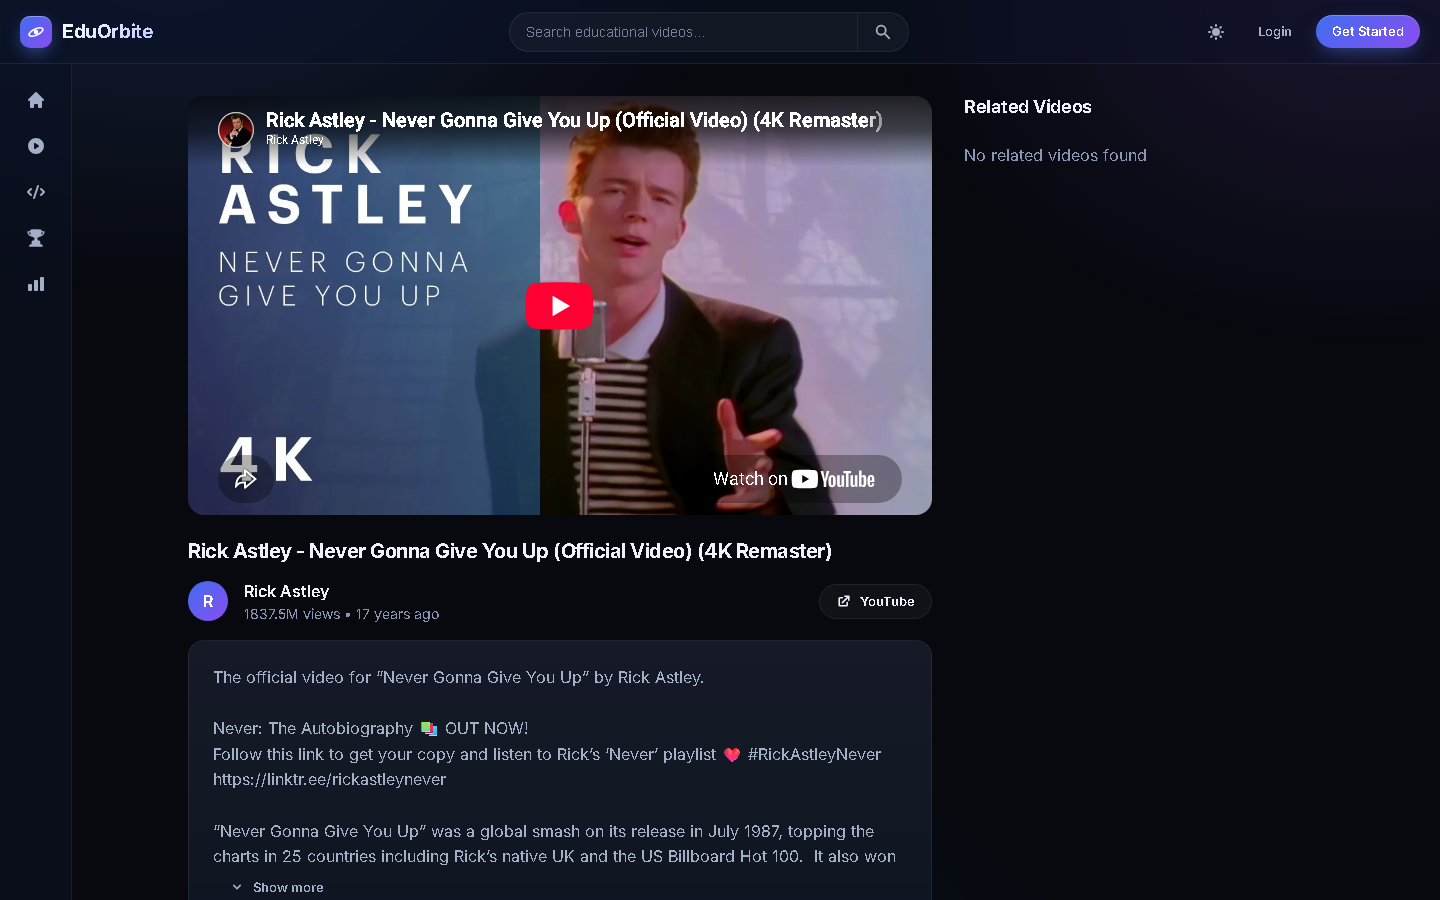 EduOrbite
Search educational videos...
Login
Get Started
Rick Astley - Never Gonna Give You Up (Official Video) (4K Remaster)
Rick Astley
RICK
ASTLEY
NEVER GONNA
GIVE YOU UP
4K
Watch on YouTube
Rick Astley - Never Gonna Give You Up (Official Video) (4K Remaster)
R
Rick Astley
1837.5M views • 17 years ago
YouTube
The official video for “Never Gonna Give You Up” by Rick Astley.
Never: The Autobiography 📚 OUT NOW!
Follow this link to get your copy and listen to Rick’s ‘Never’ playlist ❤️ #RickAstleyNever
https://linktr.ee/rickastleynever
“Never Gonna Give You Up” was a global smash on its release in July 1987, topping the
charts in 25 countries including Rick’s native UK and the US Billboard Hot 100.  It also won
Show more
Related Videos
No related videos found